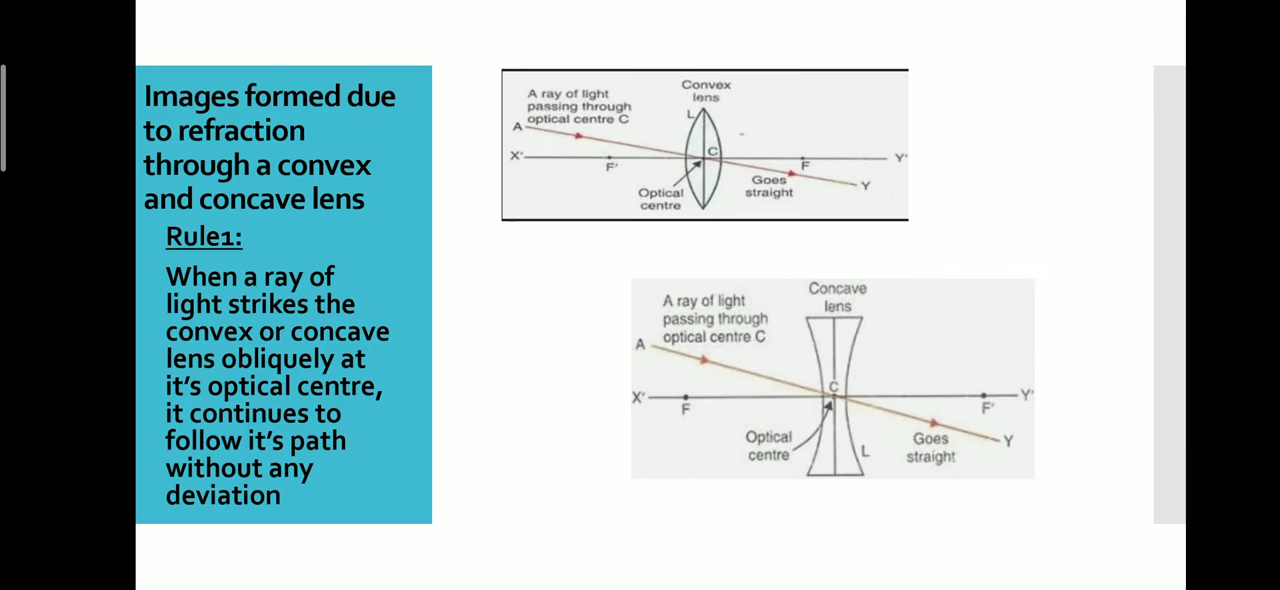 Images formed due
to refraction
through a convex
and concave lens
Rule1:
When a ray of
light strikes the
convex or concave
lens obliquely at
it's optical centre,
it continues to
follow it's path
without any
deviation
Convex
lens
A ray of light
passing through
optical centre C
A
L
C
X'
F'
F
Y'
Optical
centre
Goes
straight
Y
Concave
lens
A ray of light
passing through
optical centre C
A
C
X'
F
F'
Y'
Optical
centre
L
Goes
straight
Y